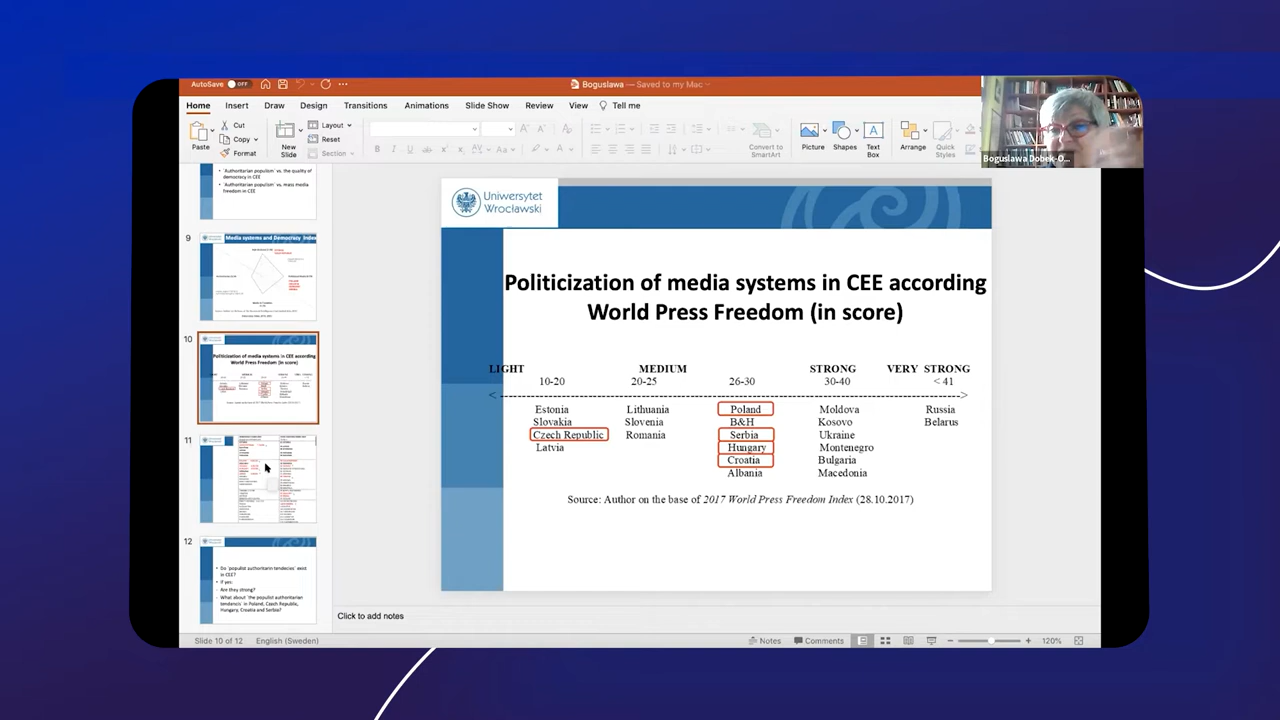 AutoSave OFF
Boguslawa — Saved to my Mac
Home Insert Draw Design Transitions Animations Slide Show Review View Tell me
Paste
Cut
Copy
Format
New
Slide
Layout
Reset
Section
Convert to
SmartArt
Picture
Shapes
Text
Box
Arrange
Quick
Styles
Boguslawa Dobek-O...
'Authoritarian populism' vs. the quality of
democracy in CEE
'Authoritarian populism' vs. mass media
freedom in CEE
9
Media systems and Democracy Index
10
Politicization of media systems in CEE according
World Press Freedom (in score)
11
12
Do 'populist authoritarin tendecies' exist
in CEE?
If yes:
Are they strong?
What about 'the populist authoritarian
tendencis' in Poland, Czech Republik,
Hungary, Croatia and Serbia?
Uniwersytet
Wrocławski
Politicization of media systems in CEE according
World Press Freedom (in score)
LIGHT MEDIUM STRONG VERY STRONG
10-20 20-25 26-30 30-40 < 41
<------------------------------------------------------------>
Estonia Lithuania Poland Moldova Russia
Slovakia Slovenia B&H Kosovo Belarus
Czech Republic Romania Serbia Ukraine
Latvia Hungary Montenegro
Croatia Bulgaria
Albania Macedonia
Source: Author on the base of 2017 World Press Freedom Index (28.10.2017)
Click to add notes
Slide 10 of 12 English (Sweden) Notes Comments 120%